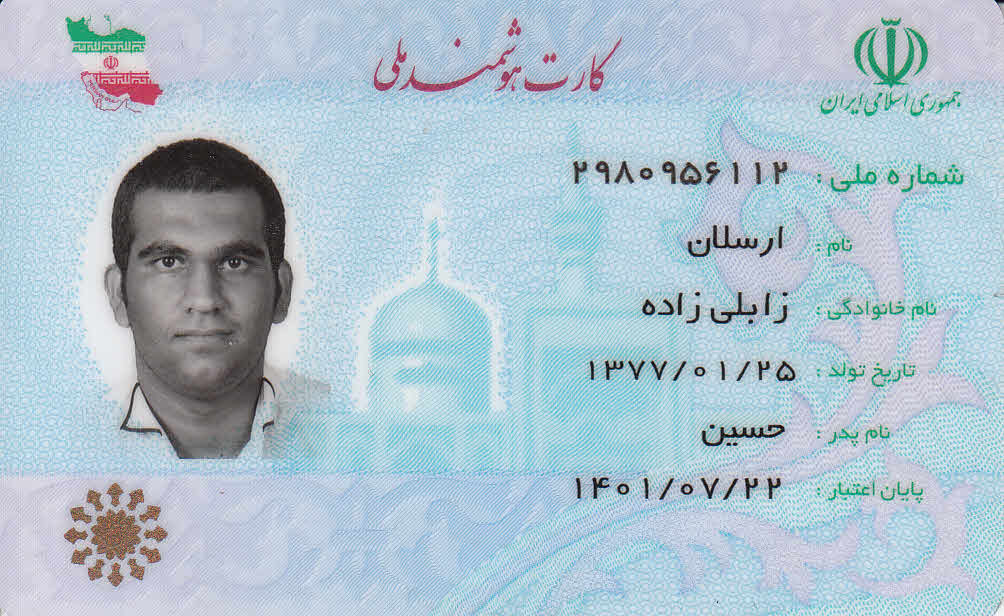 کارت هوشمند ملی
جمهوری اسلامی ایران
شماره ملی : ۲۹۸۰۹۵۶۱۱۲
نام : ارسلان
نام خانوادگی : زابلی زاده
تاریخ تولد : ۱۳۷۷/۰۱/۲۵
نام پدر : حسین
پایان اعتبار : ۱۴۰۱/۰۷/۲۲